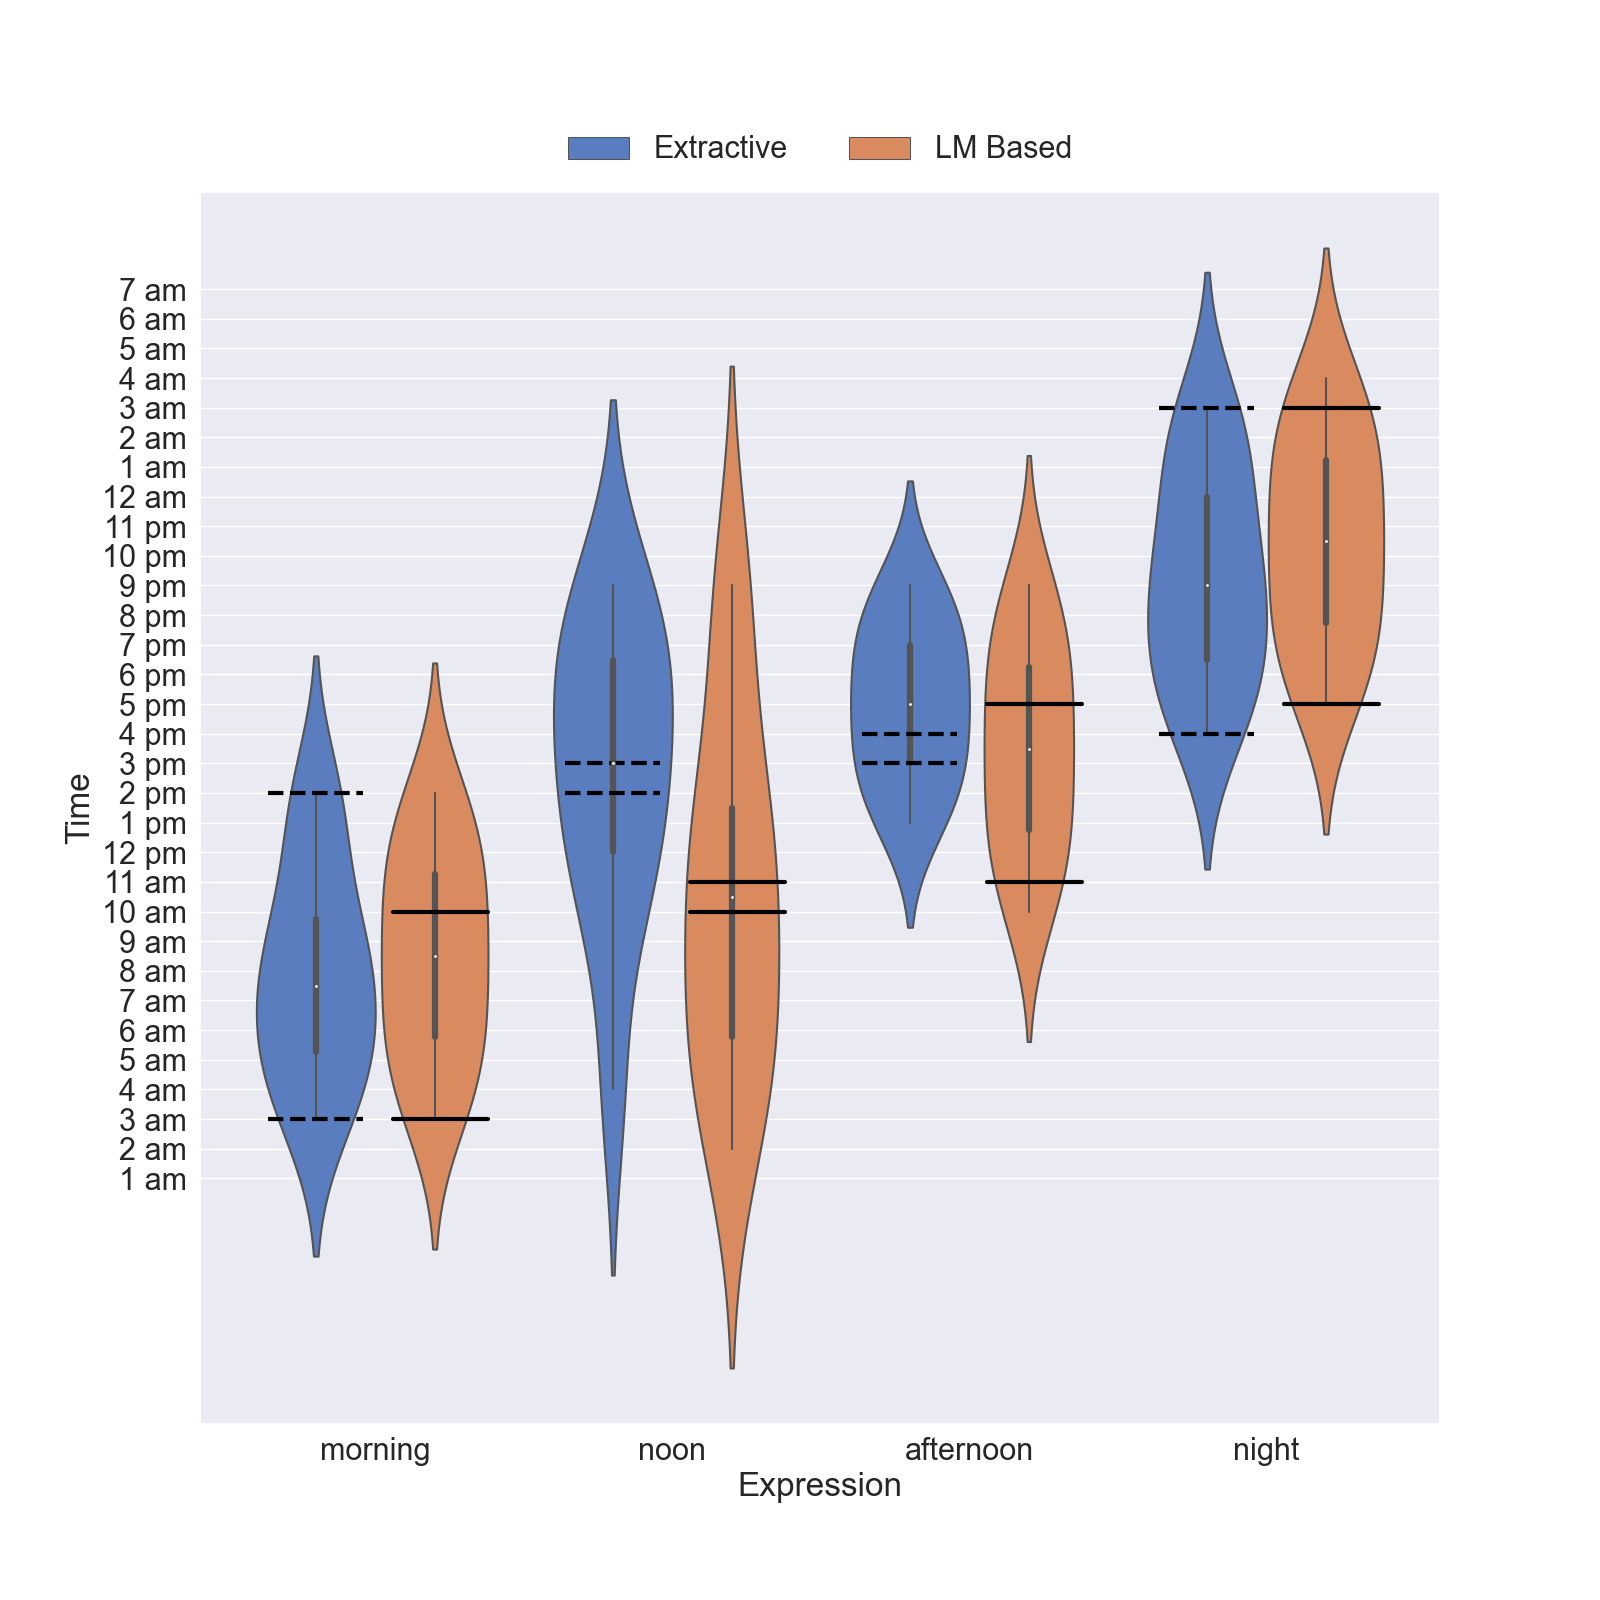 Extractive LM Based
7 am
6 am
5 am
4 am
3 am
2 am
1 am
12 am
11 pm
10 pm
9 pm
8 pm
7 pm
6 pm
5 pm
4 pm
3 pm
2 pm
1 pm
12 pm
11 am
10 am
9 am
8 am
7 am
6 am
5 am
4 am
3 am
2 am
1 am
Time
morning noon afternoon night
Expression